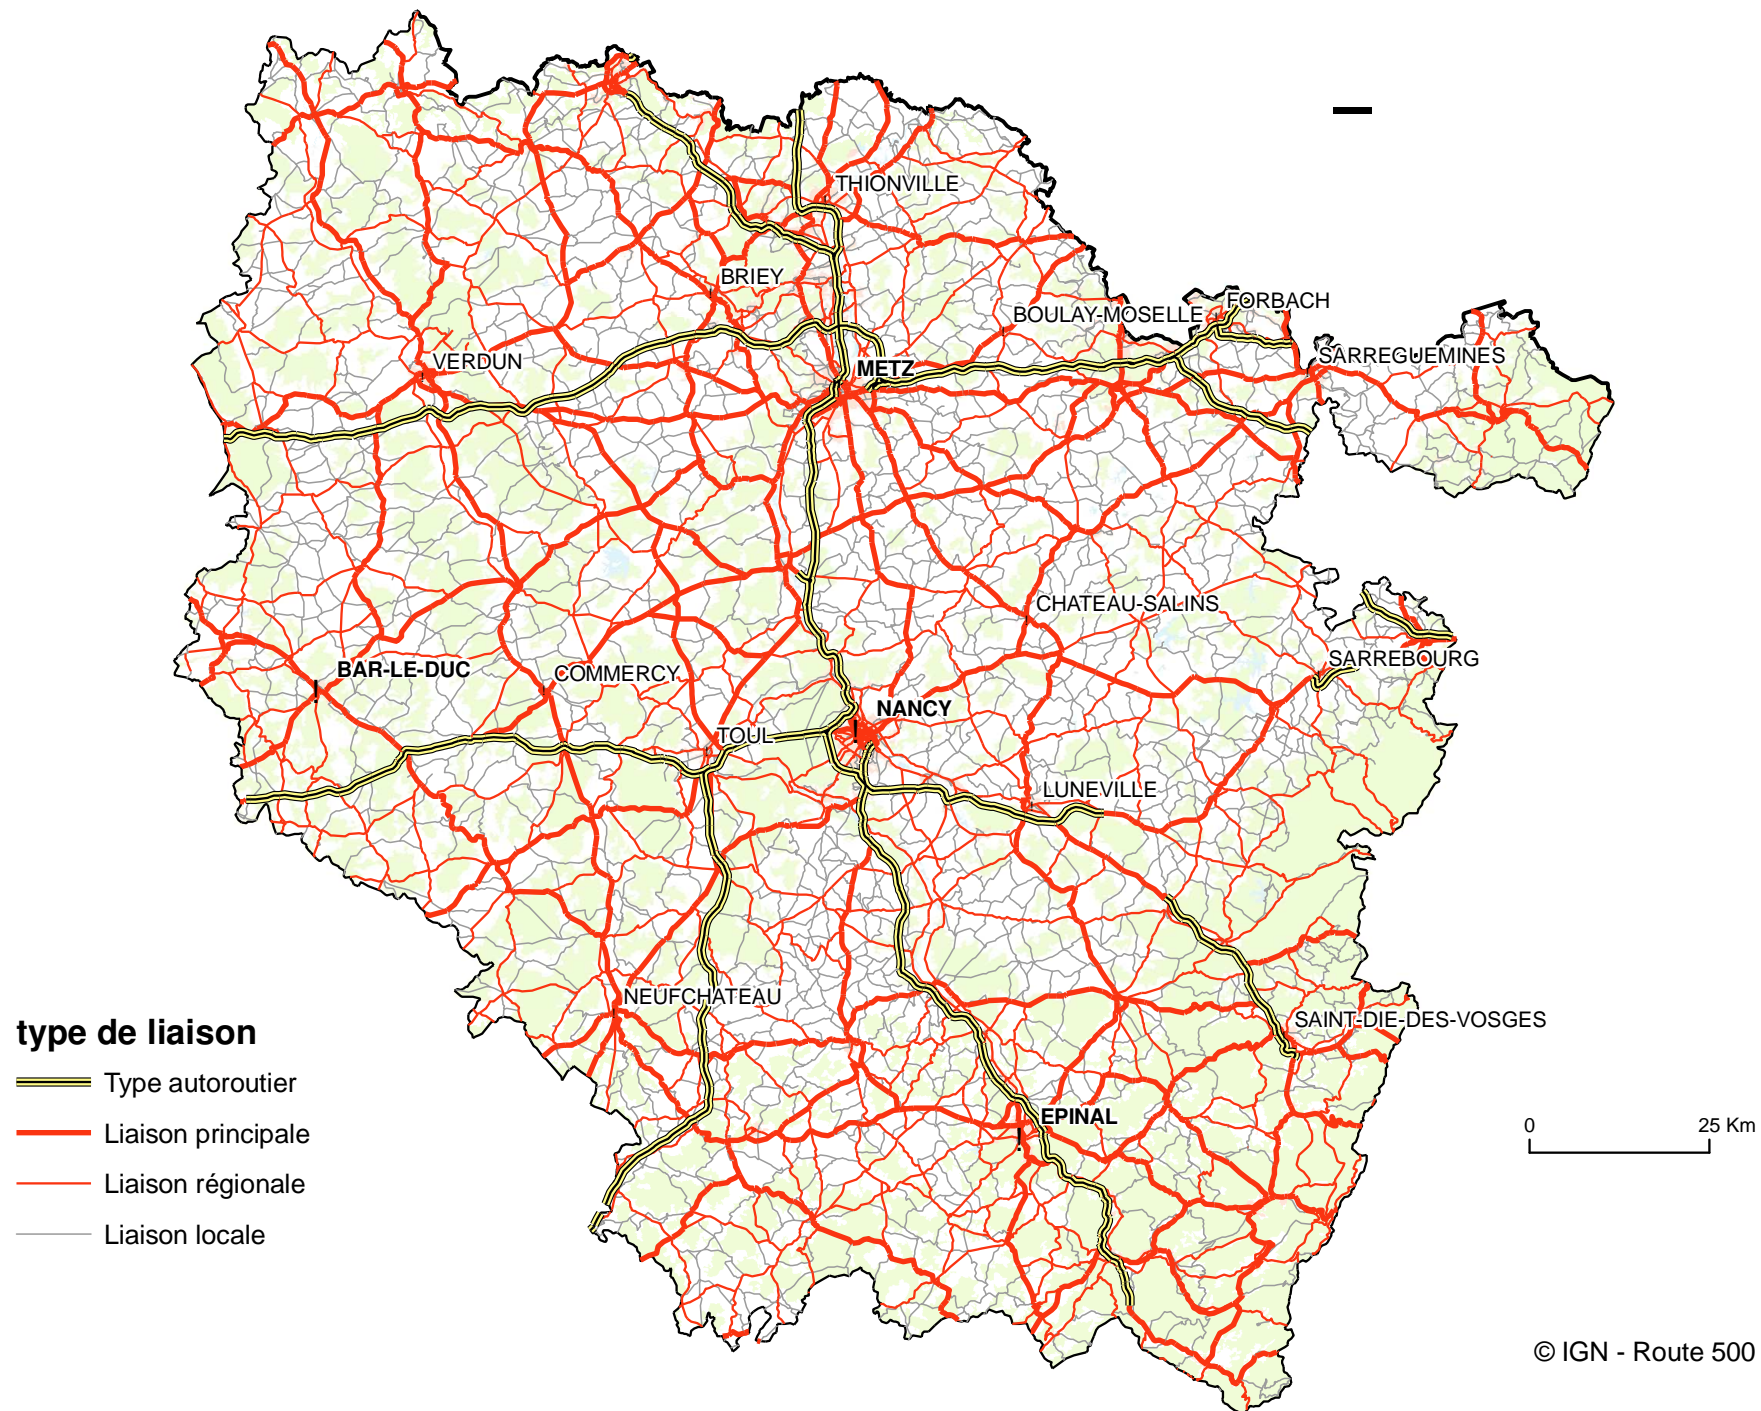 THIONVILLE
BRIEY
FORBACH
BOULAY-MOSELLE
VERDUN
SARREGUEMINES
METZ
CHATEAU-SALINS
SARREBOURG
BAR-LE-DUC
COMMERCY
NANCY
TOUL
LUNEVILLE
NEUFCHATEAU
SAINT-DIE-DES-VOSGES
EPINAL
type de liaison
Type autoroutier
Liaison principale
Liaison régionale
Liaison locale
0 25 Km
© IGN - Route 500